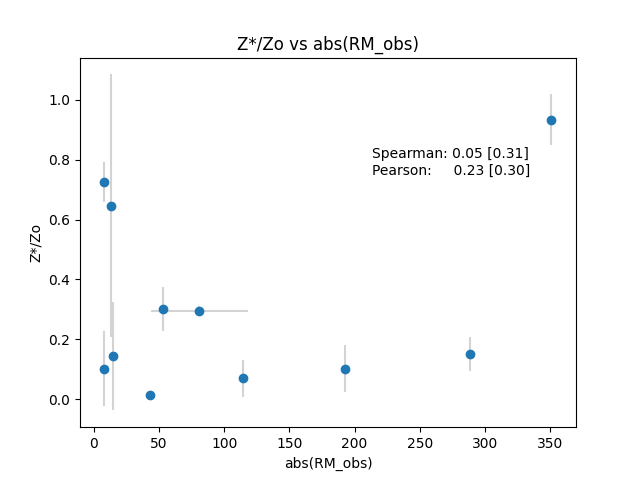 Z*/Zo vs abs(RM_obs)
Spearman: 0.05 [0.31]
Pearson: 0.23 [0.30]
Z*/Zo
1.0
0.8
0.6
0.4
0.2
0.0
0 50 100 150 200 250 300 350
abs(RM_obs)